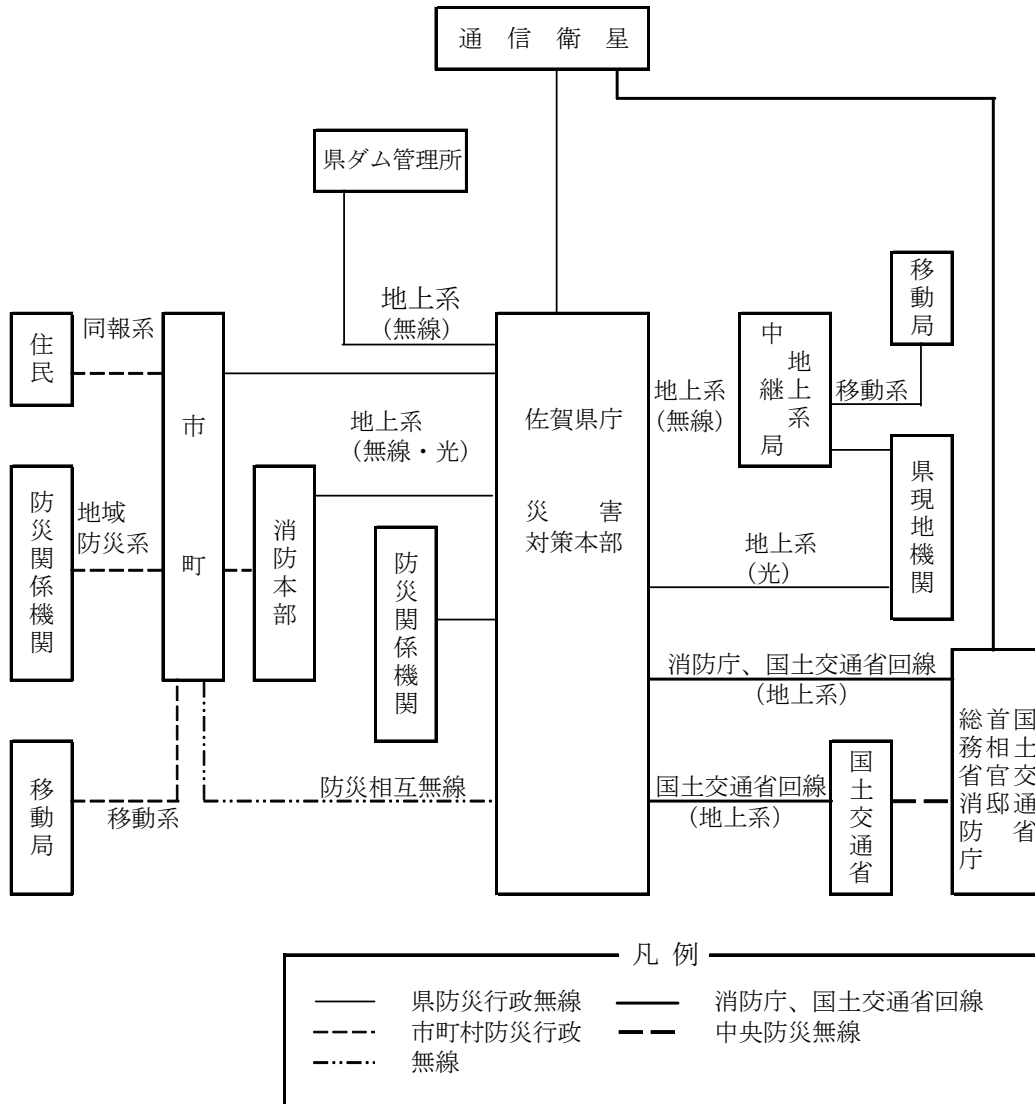 通信衛星
県ダム管理所
地上系
(無線)
移動局
住民
同報系
市町
地上系
(無線・光)
佐賀県庁
災害
対策本部
地上系
(無線)
中継局
地上系
移動系
防災関係機関
地域
防災系
消防本部
防災関係機関
県現地機関
地上系
(光)
消防庁、国土交通省回線
(地上系)
国土交通省
首相官邸
総務省消防庁
移動局
移動系
防災相互無線
国土交通省回線
(地上系)
国土交通省
凡例
県防災行政無線
消防庁、国土交通省回線
市町村防災行政
中央防災無線
無線